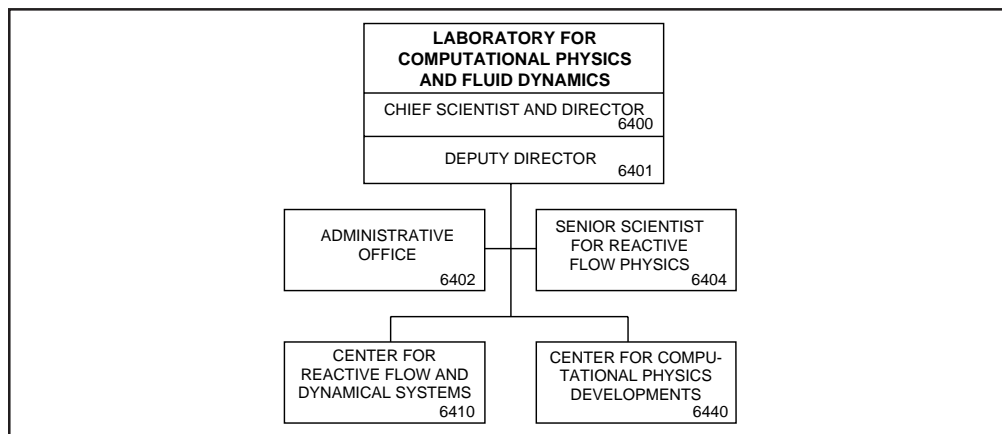 LABORATORY FOR
COMPUTATIONAL PHYSICS
AND FLUID DYNAMICS
CHIEF SCIENTIST AND DIRECTOR
6400
DEPUTY DIRECTOR
6401
ADMINISTRATIVE
OFFICE
6402
SENIOR SCIENTIST
FOR REACTIVE
FLOW PHYSICS
6404
CENTER FOR
REACTIVE FLOW AND
DYNAMICAL SYSTEMS
6410
CENTER FOR COMPU-
TATIONAL PHYSICS
DEVELOPMENTS
6440